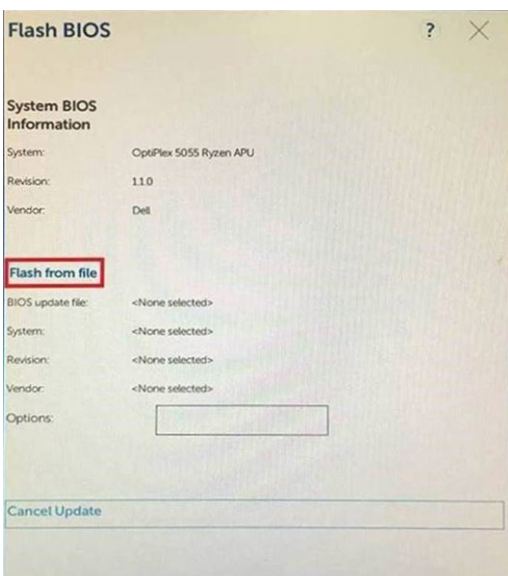 Flash BIOS ?
System BIOS
Information
System: OptiPlex 5055 Ryzen APU
Revision: 1.1.0
Vendor: Dell
Flash from file
BIOS update file: <None selected>
System: <None selected>
Revision: <None selected>
Vendor: <None selected>
Options:
Cancel Update